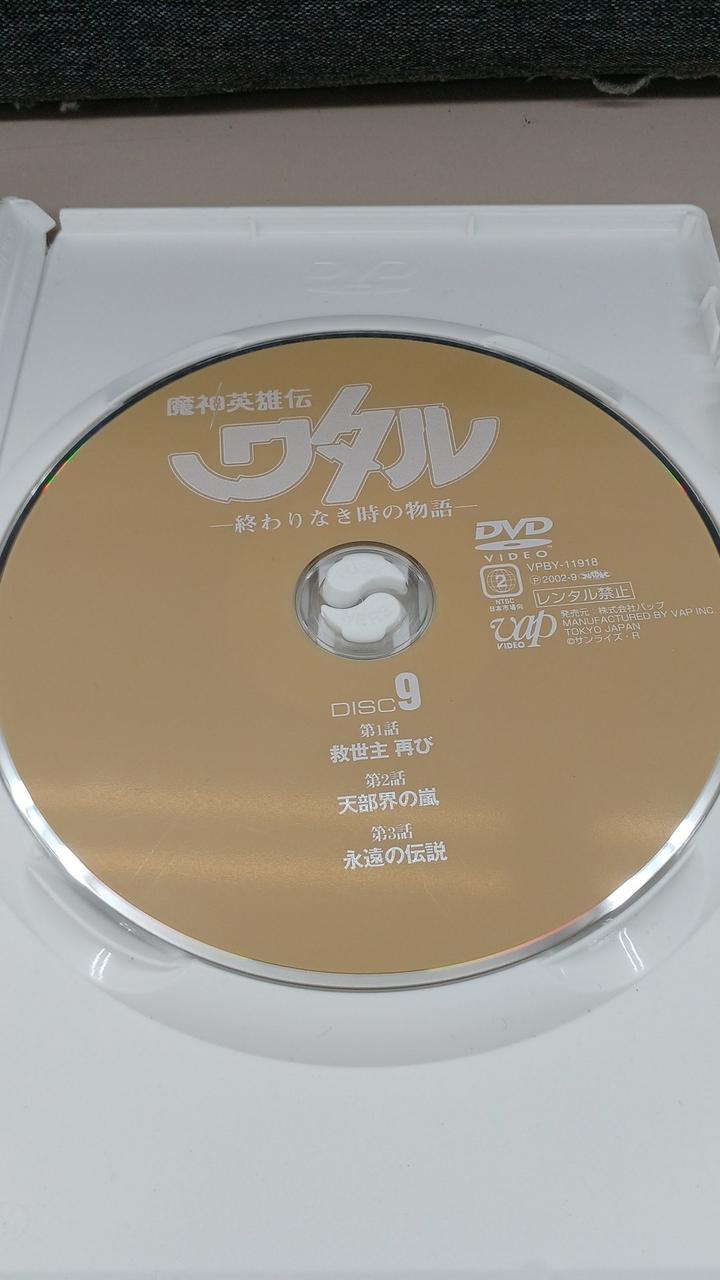 魔神英雄伝
ワタル
―終わりなき時の物語―
DVD
VIDEO
VPBY-11918
2
NTSC
日本市場向
Ⓟ2002-9
レンタル禁止
vap
VIDEO
発売元:株式会社バップ
MANUFACTURED BY VAP INC.
TOKYO JAPAN
©サンライズ・R
DISC 9
第1話
救世主 再び
第2話
天部界の嵐
第3話
永遠の伝説